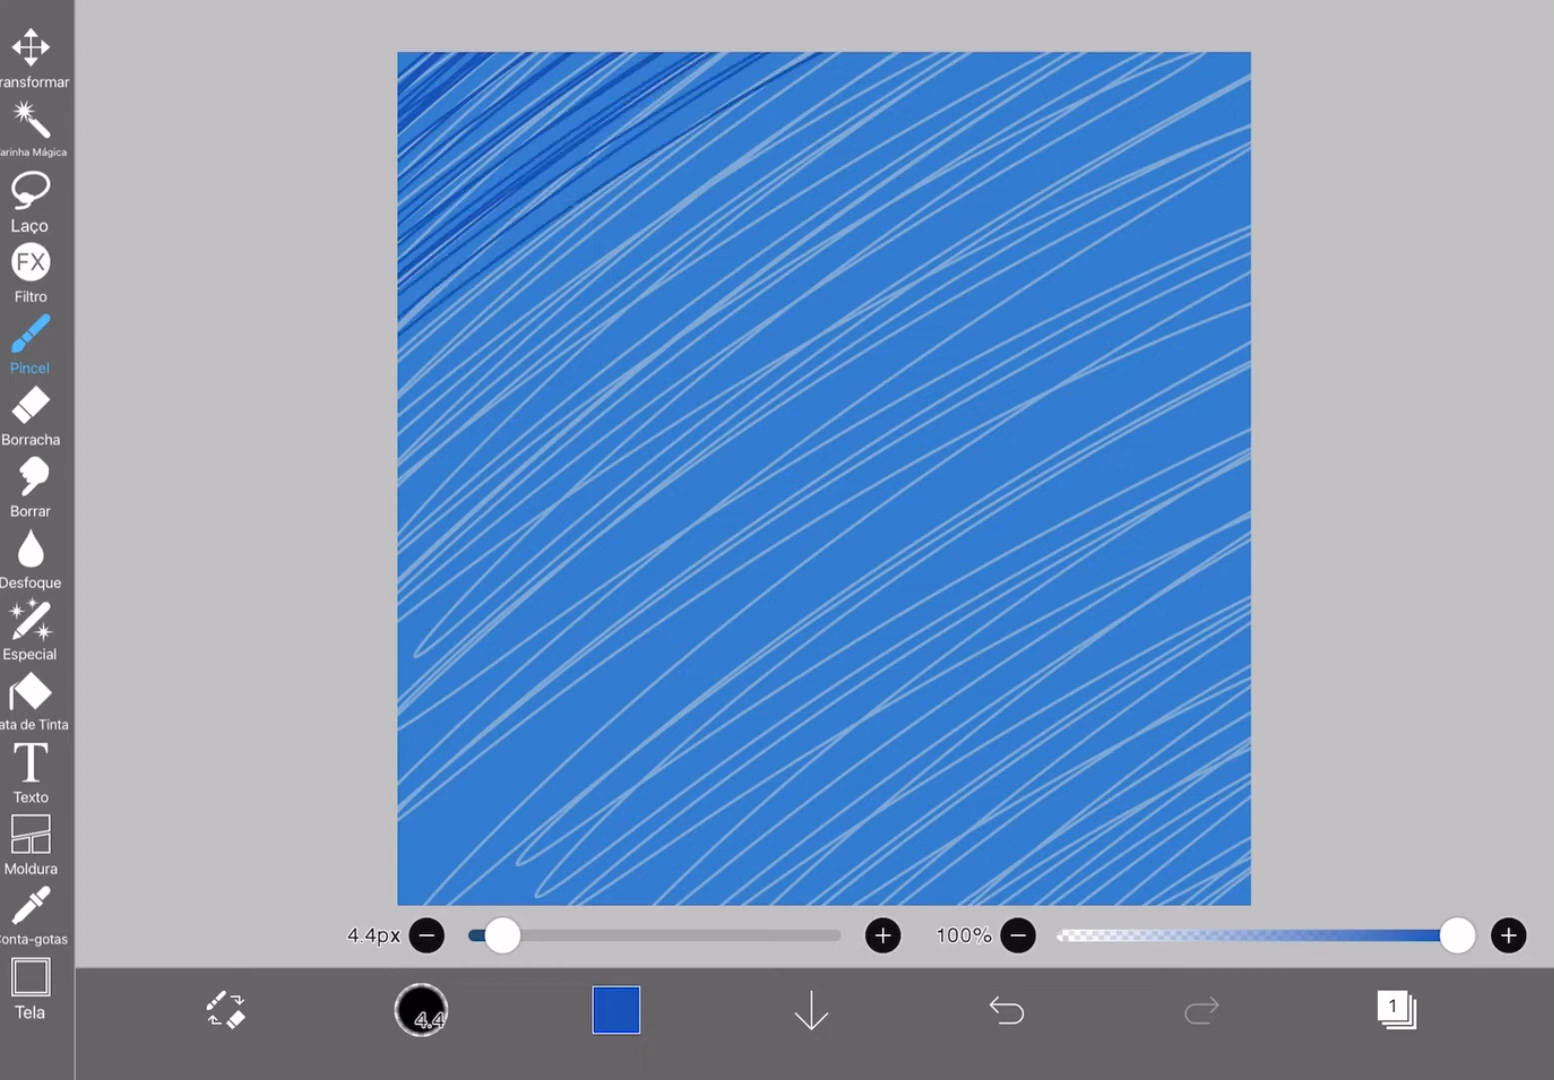 ransformar
arinha Mágica
Laço
FX
Filtro
Pincel
Borracha
Borrar
Desfoque
Especial
ata de Tinta
T
Texto
Moldura
onta-gotas
Tela
4.4px
100%
4.4
1